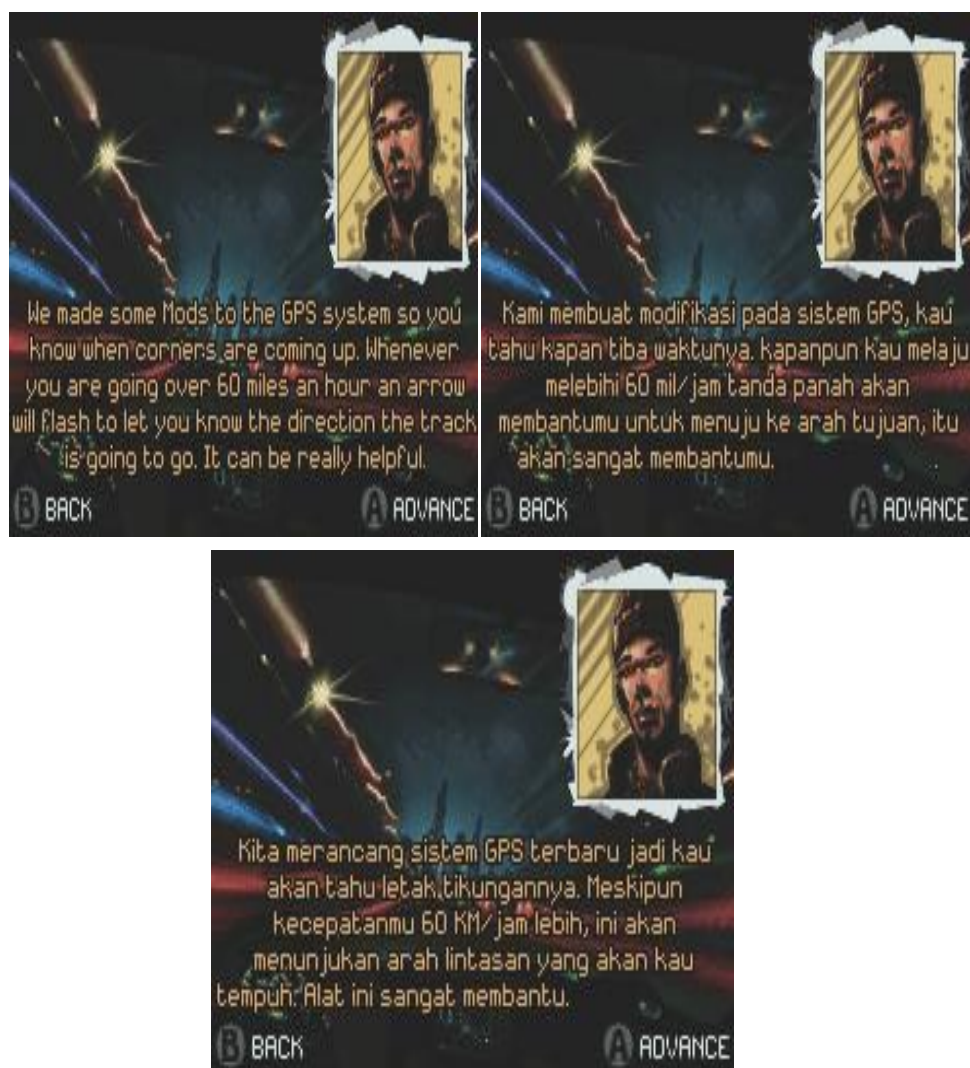 We made some Mods to the GPS system so you
know when corners are coming up. Whenever
you are going over 60 miles an hour an arrow
will flash to let you know the direction the track
is going to go. It can be really helpful.
B BACK
A ADVANCE
Kami membuat modifikasi pada sistem GPS, kau
tahu kapan tiba waktunya. kapanpun kau melaju
melebihi 60 mil/jam tanda panah akan
membantumu untuk menuju ke arah tujuan, itu
akan sangat membantumu.
B BACK
A ADVANCE
Kita merancang sistem GPS terbaru jadi kau
akan tahu letak tikungannya. Meskipun
kecepatanmu 60 KM/jam lebih, ini akan
menunjukan arah lintasan yang akan kau
tempuh. Alat ini sangat membantu.
B BACK
A ADVANCE